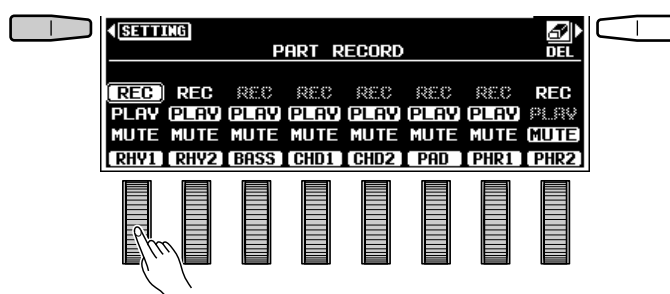 SETTING
PART RECORD
DEL
REC REC REC REC REC REC REC REC
PLAY PLAY PLAY PLAY PLAY PLAY PLAY PLAY
MUTE MUTE MUTE MUTE MUTE MUTE MUTE MUTE
RHY1 RHY2 BASS CHD1 CHD2 PAD PHR1 PHR2